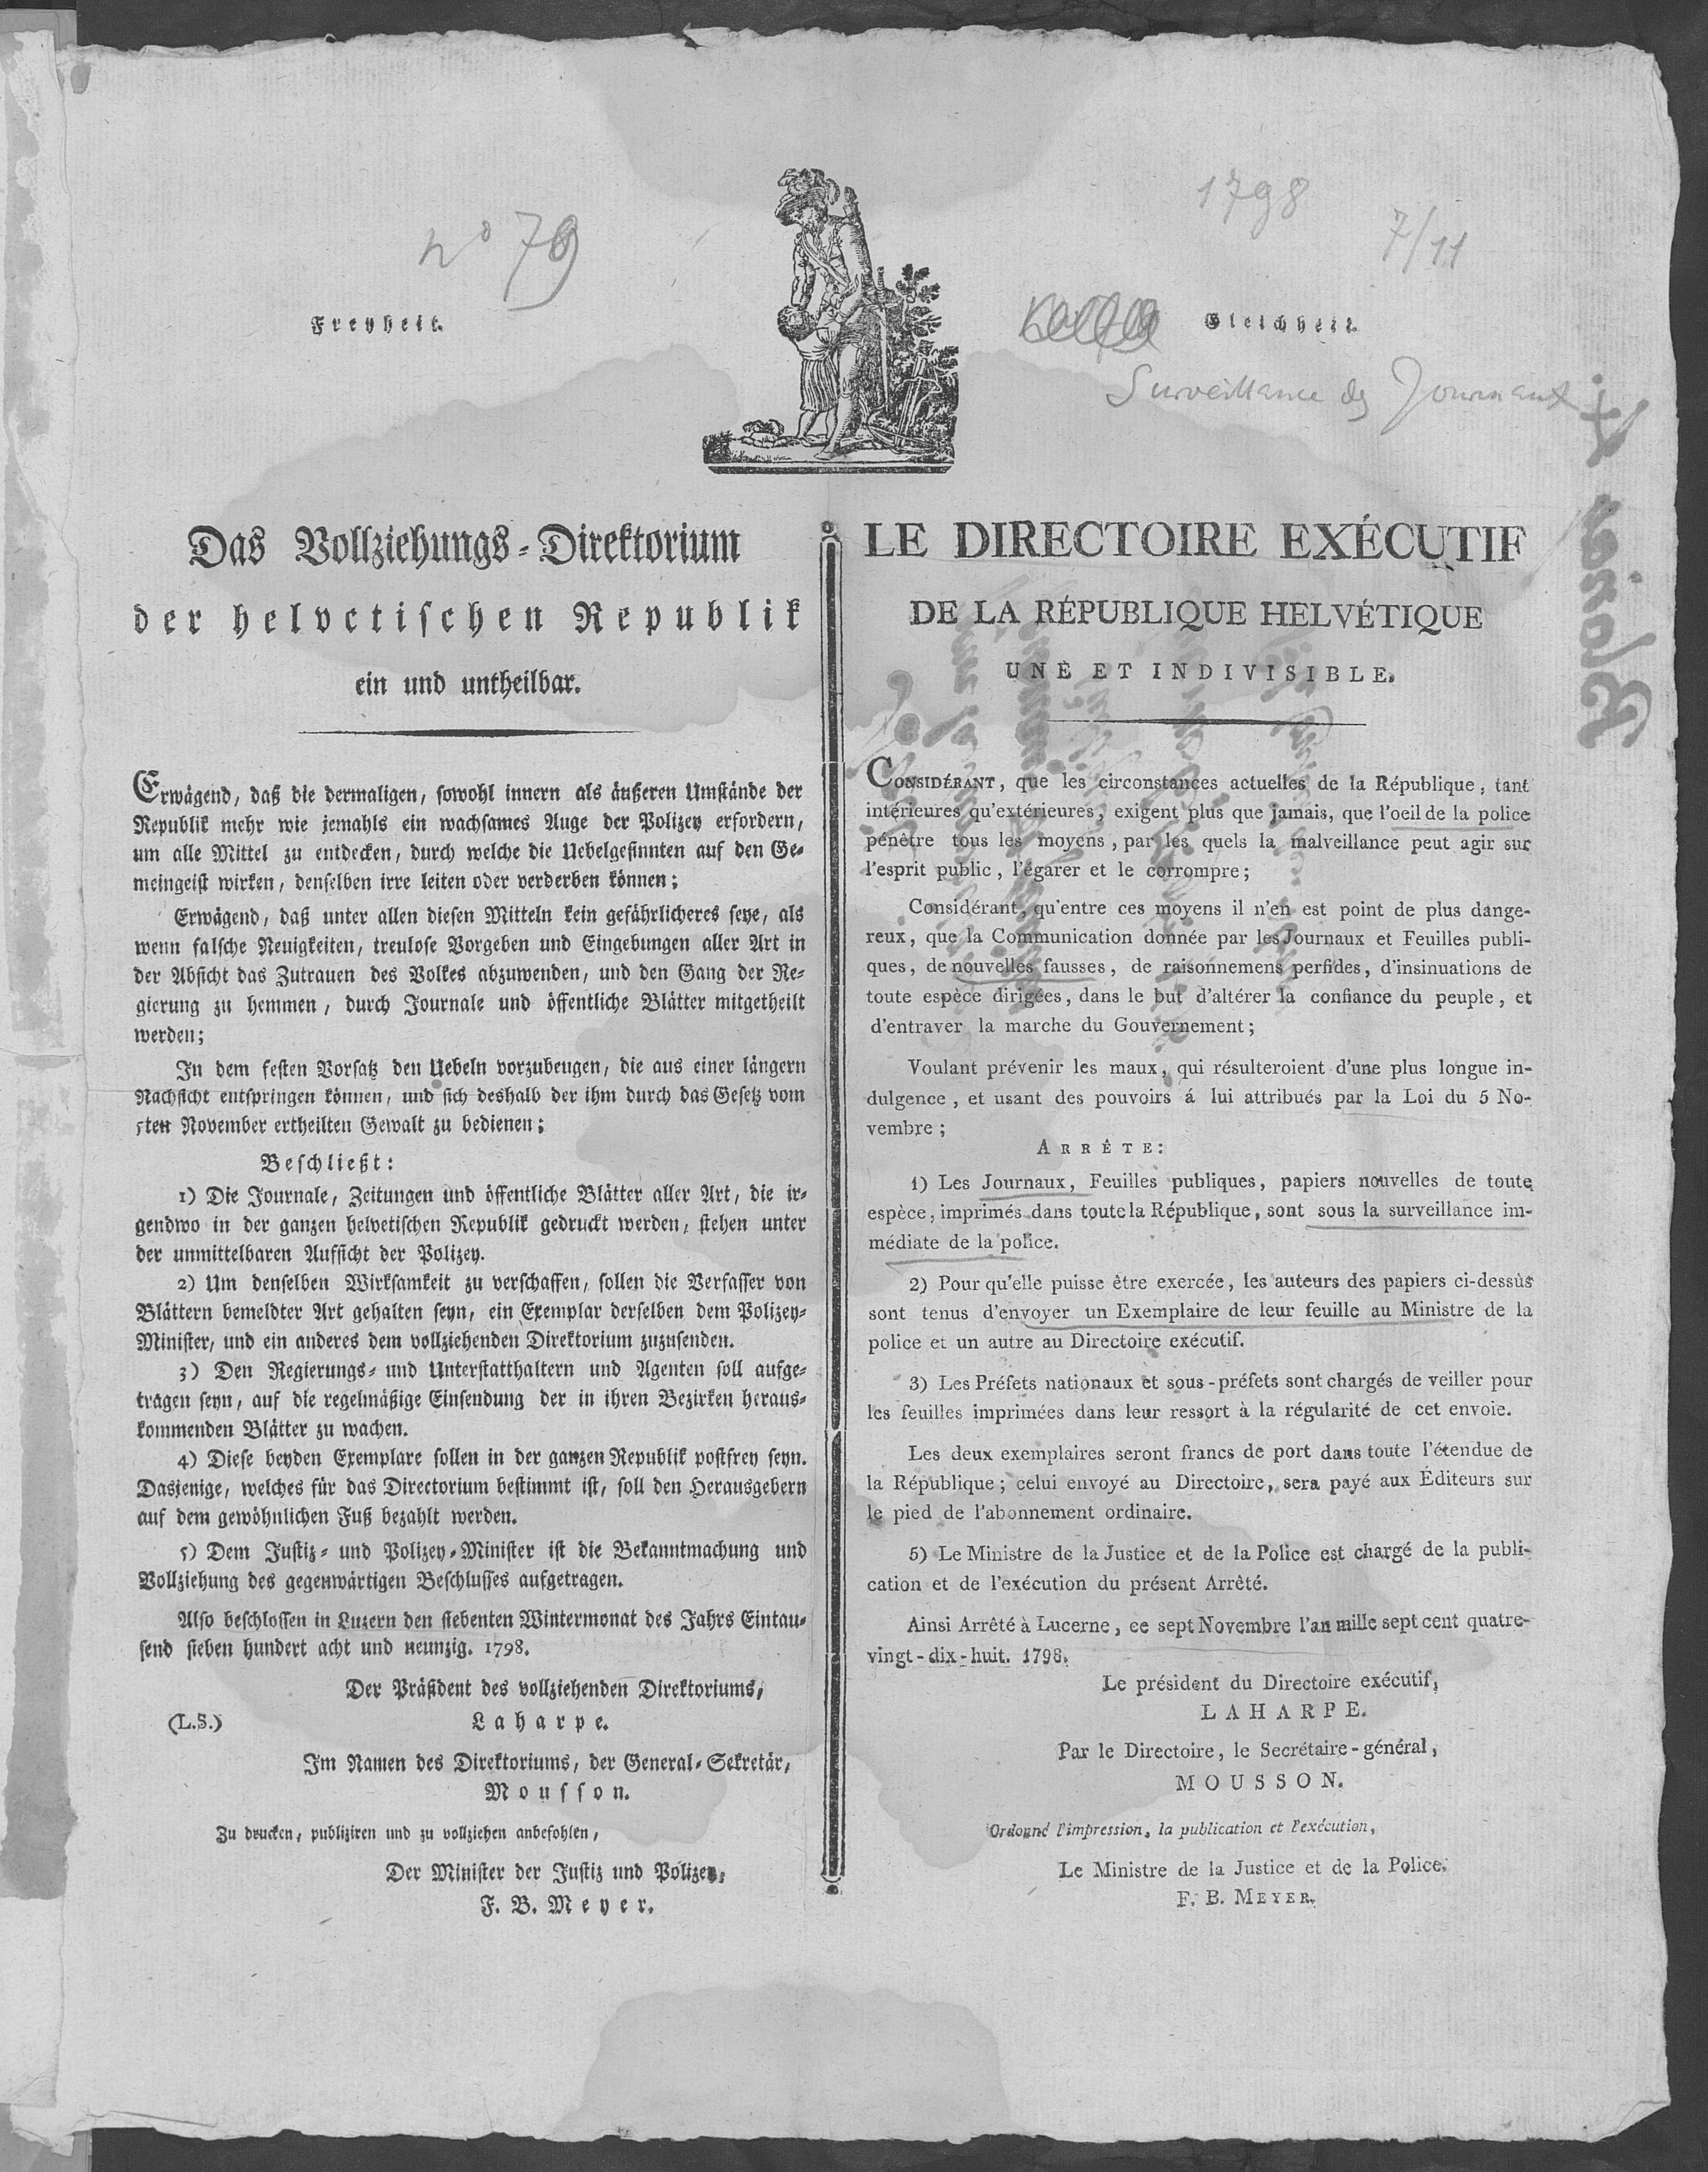 1798
nº 79
7/11
Freyheit.
Gleichheit.
Surveillance des Journaux
Das Vollziehungs-Direktorium
der helvetischen Republik
ein und untheilbar.
Erwägend, daß die dermaligen, sowohl innern als äußeren Umstände der
Republik mehr wie jemahls ein wachsames Auge der Polizey erfordern,
um alle Mittel zu entdecken, durch welche die Uebelgesinnten auf den Ge-
meingeist wirken, denselben irre leiten oder verderben können;
Erwägend, daß unter allen diesen Mitteln kein gefährlicheres seye, als
wenn falsche Neuigkeiten, treulose Vorgeben und Eingebungen aller Art in
der Absicht das Zutrauen des Volkes abzuwenden, und den Gang der Re-
gierung zu hemmen, durch Journale und öffentliche Blätter mitgetheilt
werden;
In dem festen Vorsatz den Uebeln vorzubeugen, die aus einer längern
Nachsicht entspringen können, und sich deshalb der ihm durch das Gesetz vom
5ten November ertheilten Gewalt zu bedienen;
Beschließt:
1) Die Journale, Zeitungen und öffentliche Blätter aller Art, die ir-
gendwo in der ganzen helvetischen Republik gedruckt werden, stehen unter
der unmittelbaren Aufsicht der Polizey.
2) Um denselben Wirksamkeit zu verschaffen, sollen die Verfasser von
Blättern bemeldter Art gehalten seyn, ein Exemplar derselben dem Polizey-
Minister, und ein anderes dem vollziehenden Direktorium zuzusenden.
3) Den Regierungs- und Unterstatthaltern und Agenten soll aufge-
tragen seyn, auf die regelmäßige Einsendung der in ihren Bezirken heraus-
kommenden Blätter zu wachen.
4) Diese beyden Exemplare sollen in der ganzen Republik postfrey seyn.
Dasjenige, welches für das Directorium bestimmt ist, soll den Herausgebern
auf dem gewöhnlichen Fuß bezahlt werden.
5) Dem Justiz- und Polizey-Minister ist die Bekanntmachung und
Vollziehung des gegenwärtigen Beschlusses aufgetragen.
Also beschlossen in Luzern den siebenten Wintermonat des Jahrs Eintau-
send sieben hundert acht und neunzig. 1798.
Der Präsident des vollziehenden Direktoriums,
(L.S.) Laharpe.
Im Namen des Direktoriums, der General-Sekretär,
Mousson.
Zu drucken, publiziren und zu vollziehen anbefohlen,
Der Minister der Justiz und Polizey,
F. B. Meyer.
LE DIRECTOIRE EXÉCUTIF
DE LA RÉPUBLIQUE HELVÉTIQUE
UNE ET INDIVISIBLE.
CONSIDÉRANT, que les circonstances actuelles de la République, tant
intérieures qu'extérieures, exigent plus que jamais, que l'oeil de la police
pénètre tous les moyens, par les quels la malveillance peut agir sur
l'esprit public, l'égarer et le corrompre;
Considérant, qu'entre ces moyens il n'en est point de plus dange-
reux, que la Communication donnée par les Journaux et Feuilles publi-
ques, de nouvelles fausses, de raisonnemens perfides, d'insinuations de
toute espèce dirigées, dans le but d'altérer la confiance du peuple, et
d'entraver la marche du Gouvernement;
Voulant prévenir les maux, qui résulteroient d'une plus longue in-
dulgence, et usant des pouvoirs á lui attribués par la Loi du 5 No-
vembre;
ARRÊTE:
1) Les Journaux, Feuilles publiques, papiers nouvelles de toute
espèce, imprimés dans toute la République, sont sous la surveillance im-
médiate de la police.
2) Pour qu'elle puisse être exercée, les auteurs des papiers ci-dessùs
sont tenus d'envoyer un Exemplaire de leur feuille au Ministre de la
police et un autre au Directoire exécutif.
3) Les Préfets nationaux et sous-préfets sont chargés de veiller pour
les feuilles imprimées dans leur ressort à la régularité de cet envoie.
Les deux exemplaires seront francs de port dans toute l'étendue de
la République; celui envoyé au Directoire, sera payé aux Éditeurs sur
le pied de l'abonnement ordinaire.
5) Le Ministre de la Justice et de la Police est chargé de la publi-
cation et de l'exécution du présent Arrêté.
Ainsi Arrêté à Lucerne, ce sept Novembre l'an mille sept cent quatre-
vingt-dix-huit. 1798.
Le président du Directoire exécutif,
LAHARPE.
Par le Directoire, le Secrétaire-général,
MOUSSON.
Ordonné l'impression, la publication et l'exécution,
Le Ministre de la Justice et de la Police.
F. B. MEYER.